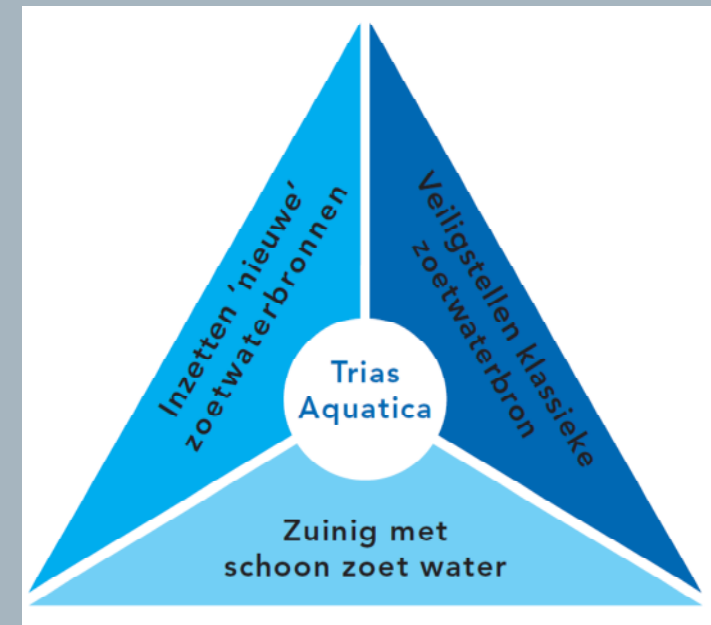 Inzetten ‘nieuwe’
zoetwaterbronnen
Veiligstellen klassieke
zoetwaterbron
Trias
Aquatica
Zuinig met
schoon zoet water